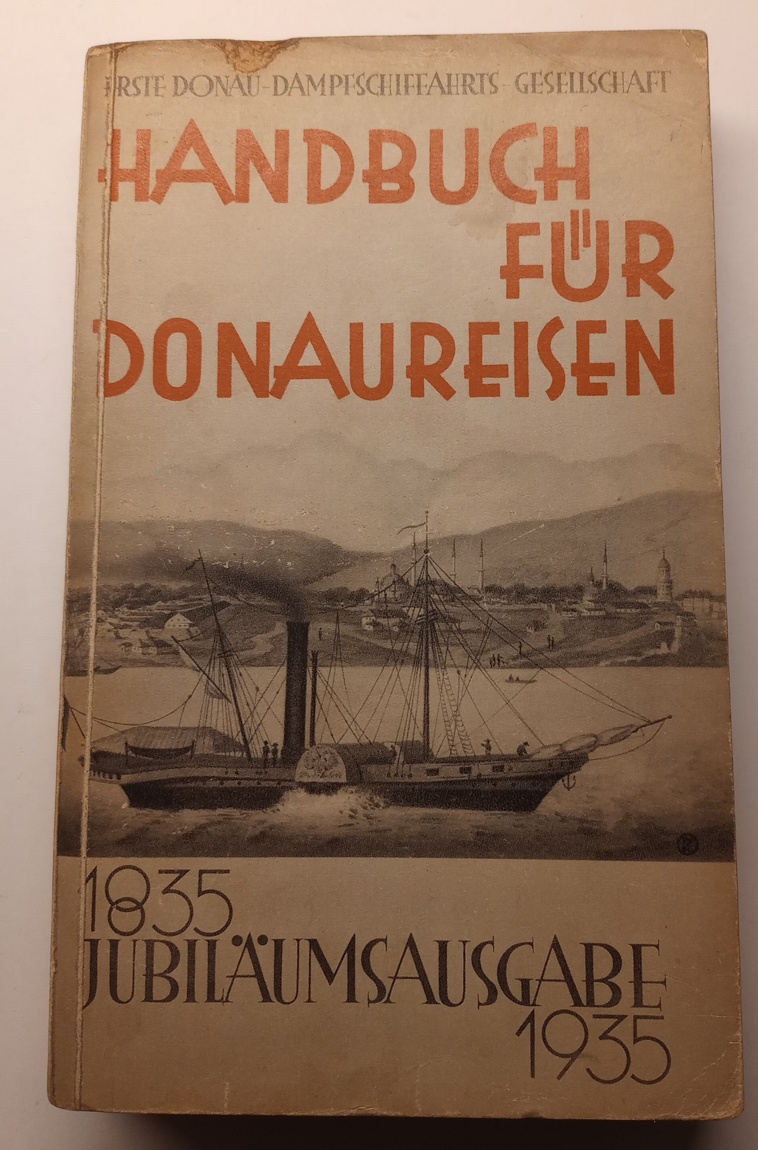 ERSTE DONAU-DAMPFSCHIFFAHRTS-GESELLSCHAFT
HANDBUCH
FÜR
DONAUREISEN
1835
JUBILÄUMSAUSGABE
1935